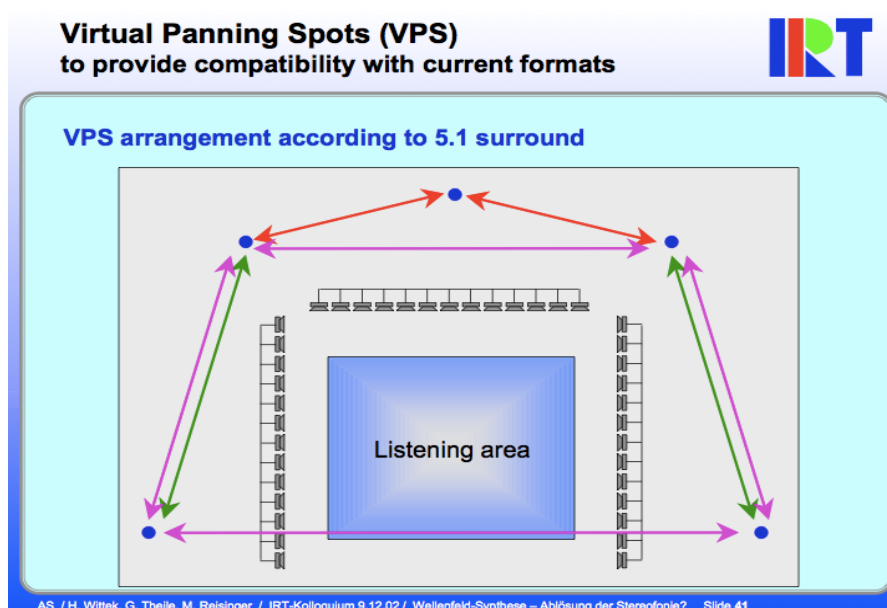 Virtual Panning Spots (VPS)
to provide compatibility with current formats
IRT
VPS arrangement according to 5.1 surround
Listening area
AS / H. Wittek, G. Theile, M. Reisinger / IRT-Kolloquium 9.12.02 / Wellenfeld-Synthese – Ablösung der Stereofonie? Slide 41